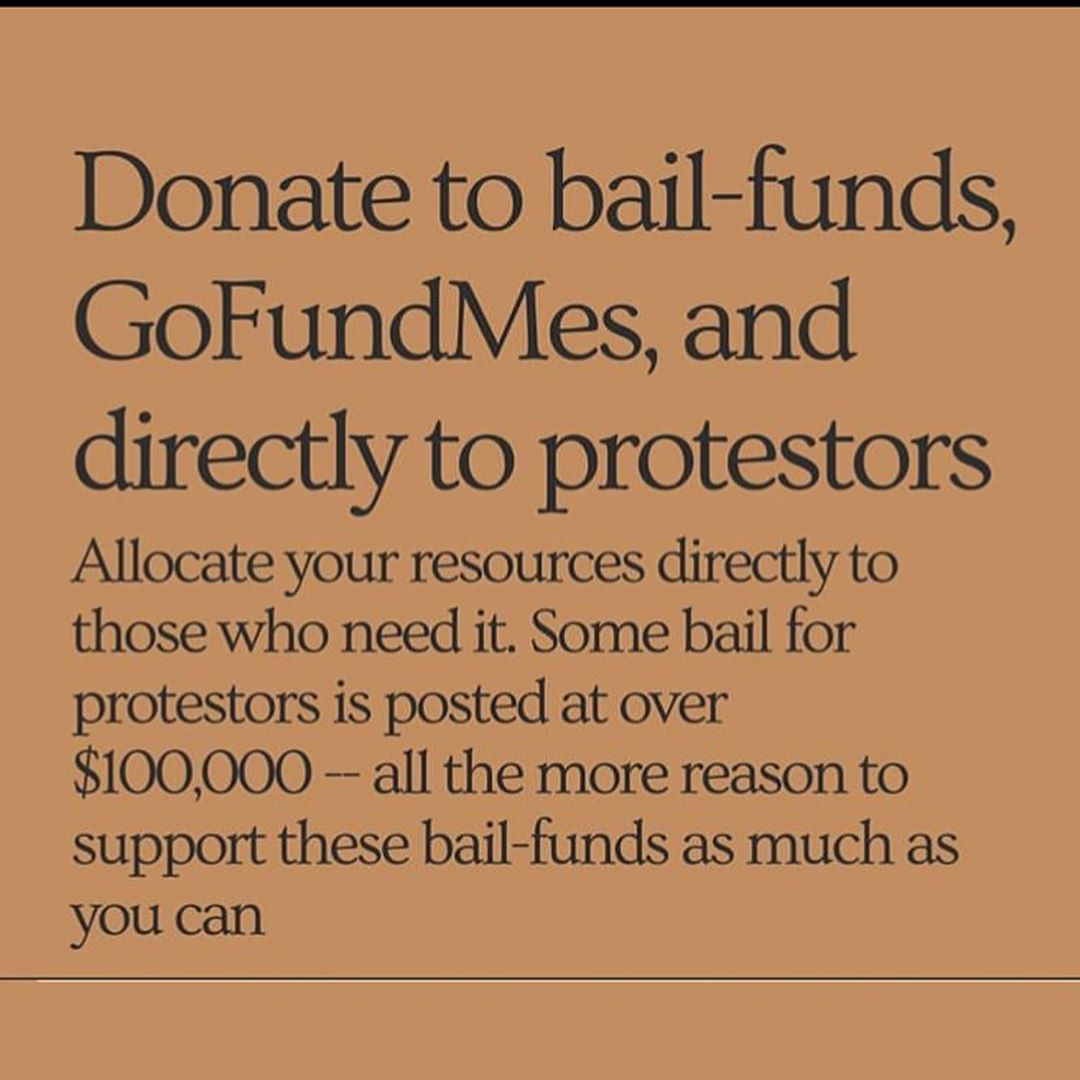 Donate to bail-funds,
GoFundMes, and
directly to protestors
Allocate your resources directly to
those who need it. Some bail for
protestors is posted at over
$100,000 -- all the more reason to
support these bail-funds as much as
you can